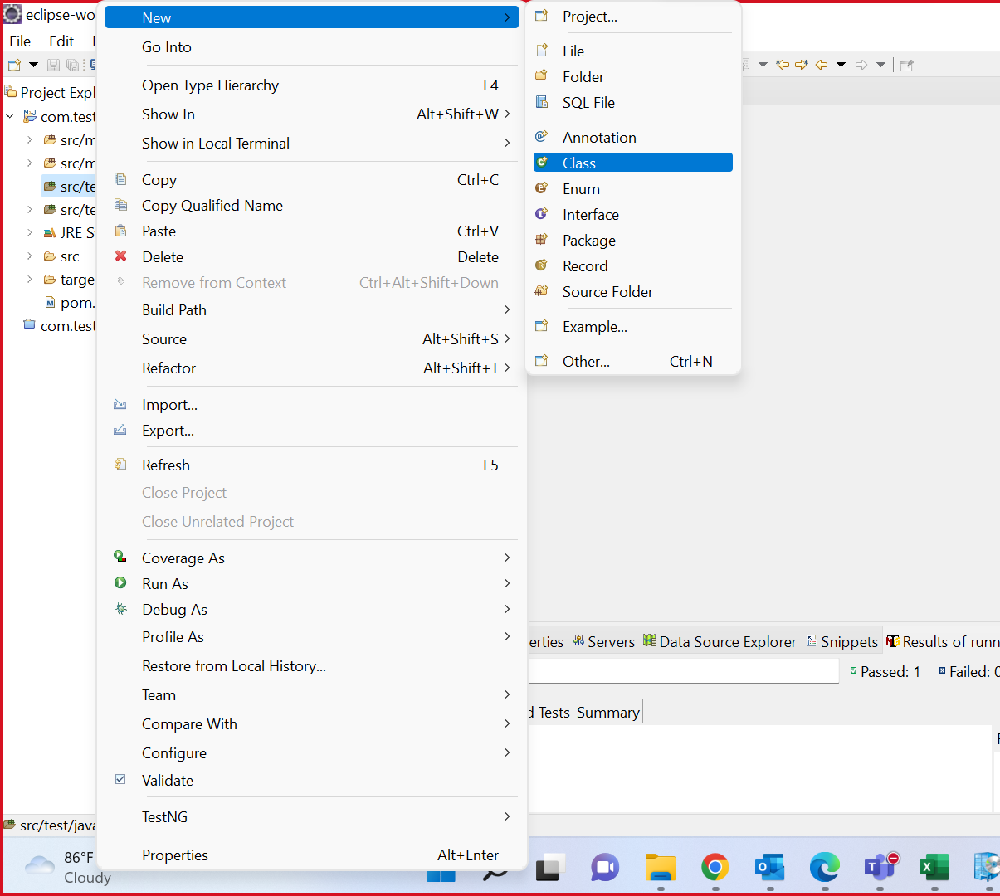 eclipse-wo
File Edit
Project Expl
com.test
src/m
src/m
src/te
src/te
JRE Sy
src
target
pom.
com.test
src/test/java
New
Go Into
Open Type Hierarchy F4
Show In Alt+Shift+W
Show in Local Terminal
Copy Ctrl+C
Copy Qualified Name
Paste Ctrl+V
Delete Delete
Remove from Context Ctrl+Alt+Shift+Down
Build Path
Source Alt+Shift+S
Refactor Alt+Shift+T
Import...
Export...
Refresh F5
Close Project
Close Unrelated Project
Coverage As
Run As
Debug As
Profile As
Restore from Local History...
Team
Compare With
Configure
Validate
TestNG
Properties Alt+Enter
Project...
File
Folder
SQL File
Annotation
Class
Enum
Interface
Package
Record
Source Folder
Example...
Other... Ctrl+N
erties Servers Data Source Explorer Snippets Results of runn
Passed: 1 Failed: 0
d Tests Summary
86°F
Cloudy